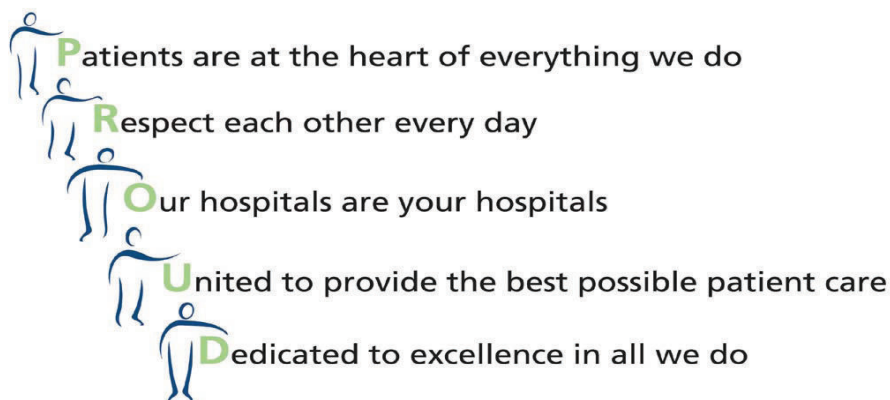 Patients are at the heart of everything we do
Respect each other every day
Our hospitals are your hospitals
United to provide the best possible patient care
Dedicated to excellence in all we do